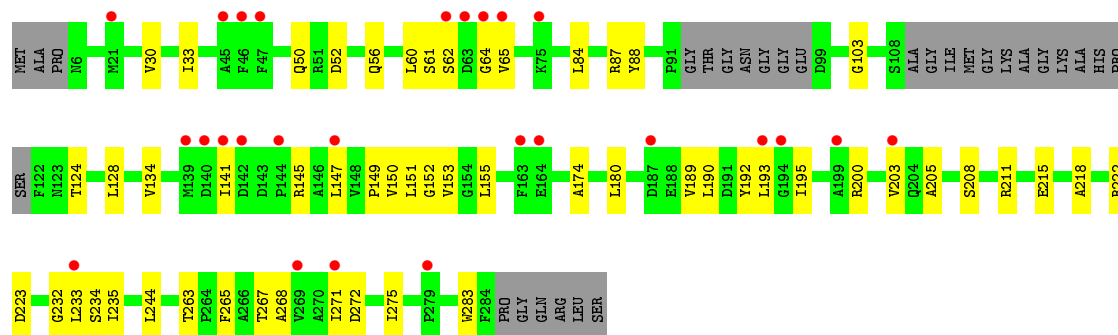 MET ALA PRO N6 M21 V30 I33 A45 F46 F47 Q50 R51 D52 Q56 L60 S61 S62 D63 G64 V65 K75 L84 R87 Y88 P91 GLY THR GLY ASN GLY GLY GLU D99 G103 S108 ALA GLY ILE MET GLY LYS ALA GLY LYS ALA ALA HIS PRO
SER F122 N123 T124 L128 V134 M139 D140 I141 D142 D143 P144 R145 A146 L147 V148 P149 V150 L151 G152 V153 G154 L155 F163 E164 A174 L180 D187 E188 V189 L190 D191 Y192 L193 G194 I195 A199 R200 V203 Q204 A205 S208 R211 E215 A218
D223 G232 L233 S234 I235 L244 T263 P264 F265 A266 T267 A268 V269 A270 I271 D272 I275 P279 W283 F284 PRO GLY GLN ARG LEU SER